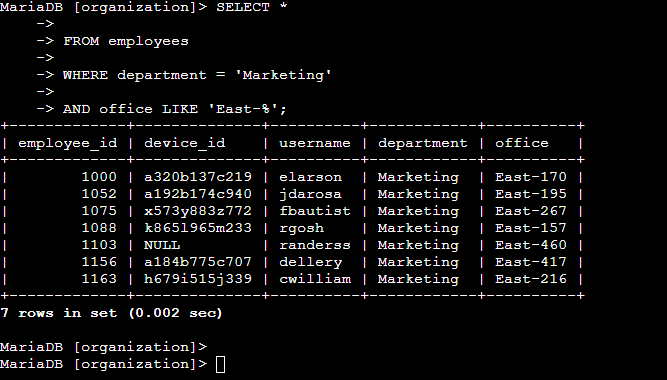 MariaDB [organization]> SELECT *
    ->
    -> FROM employees
    ->
    -> WHERE department = 'Marketing'
    ->
    -> AND office LIKE 'East-%';
+-------------+--------------+----------+------------+----------+
| employee_id | device_id    | username | department | office   |
+-------------+--------------+----------+------------+----------+
|        1000 | a320b137c219 | elarson  | Marketing  | East-170 |
|        1052 | a192b174c940 | jdarosa  | Marketing  | East-195 |
|        1075 | x573y883z772 | fbautist | Marketing  | East-267 |
|        1088 | k865l965m233 | rgosh    | Marketing  | East-157 |
|        1103 | NULL         | randerss | Marketing  | East-460 |
|        1156 | a184b775c707 | dellery  | Marketing  | East-417 |
|        1163 | h679i515j339 | cwilliam | Marketing  | East-216 |
+-------------+--------------+----------+------------+----------+
7 rows in set (0.002 sec)

MariaDB [organization]>
MariaDB [organization]>